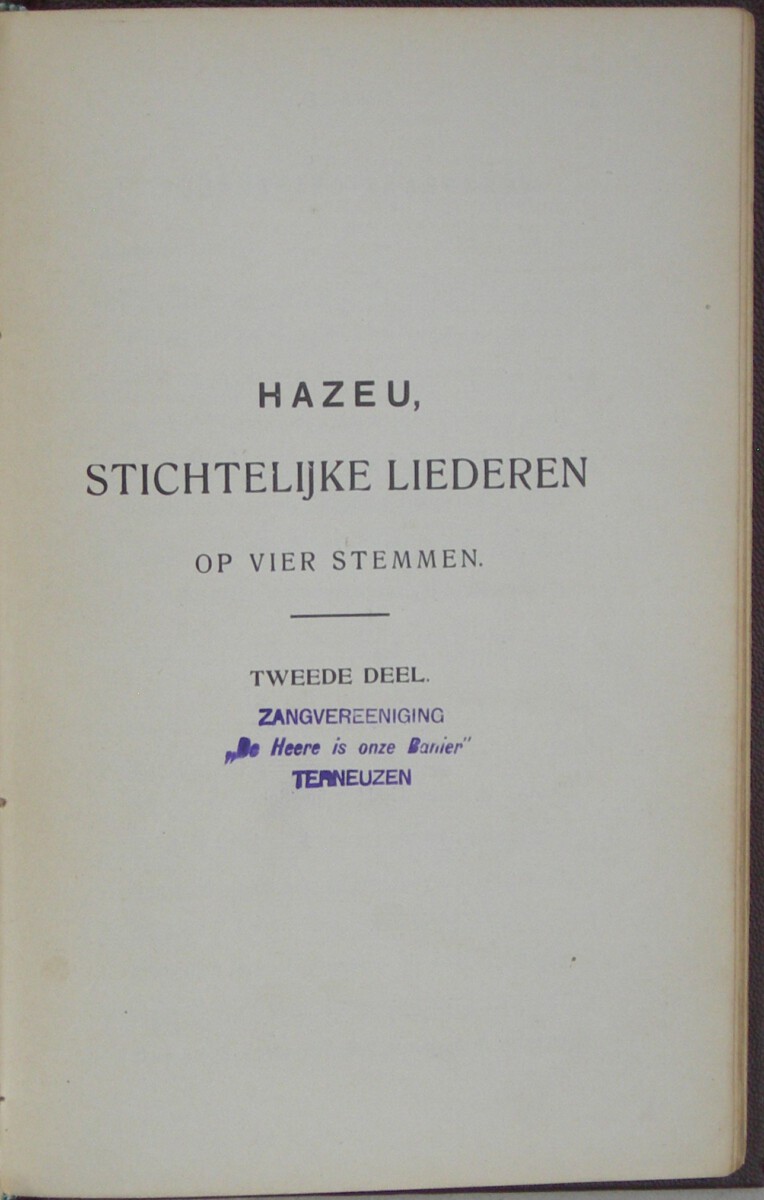 HAZEU,
STICHTELIJKE LIEDEREN
OP VIER STEMMEN.
TWEEDE DEEL.
ZANGVEREENIGING
„De Heere is onze Banier”
TERNEUZEN